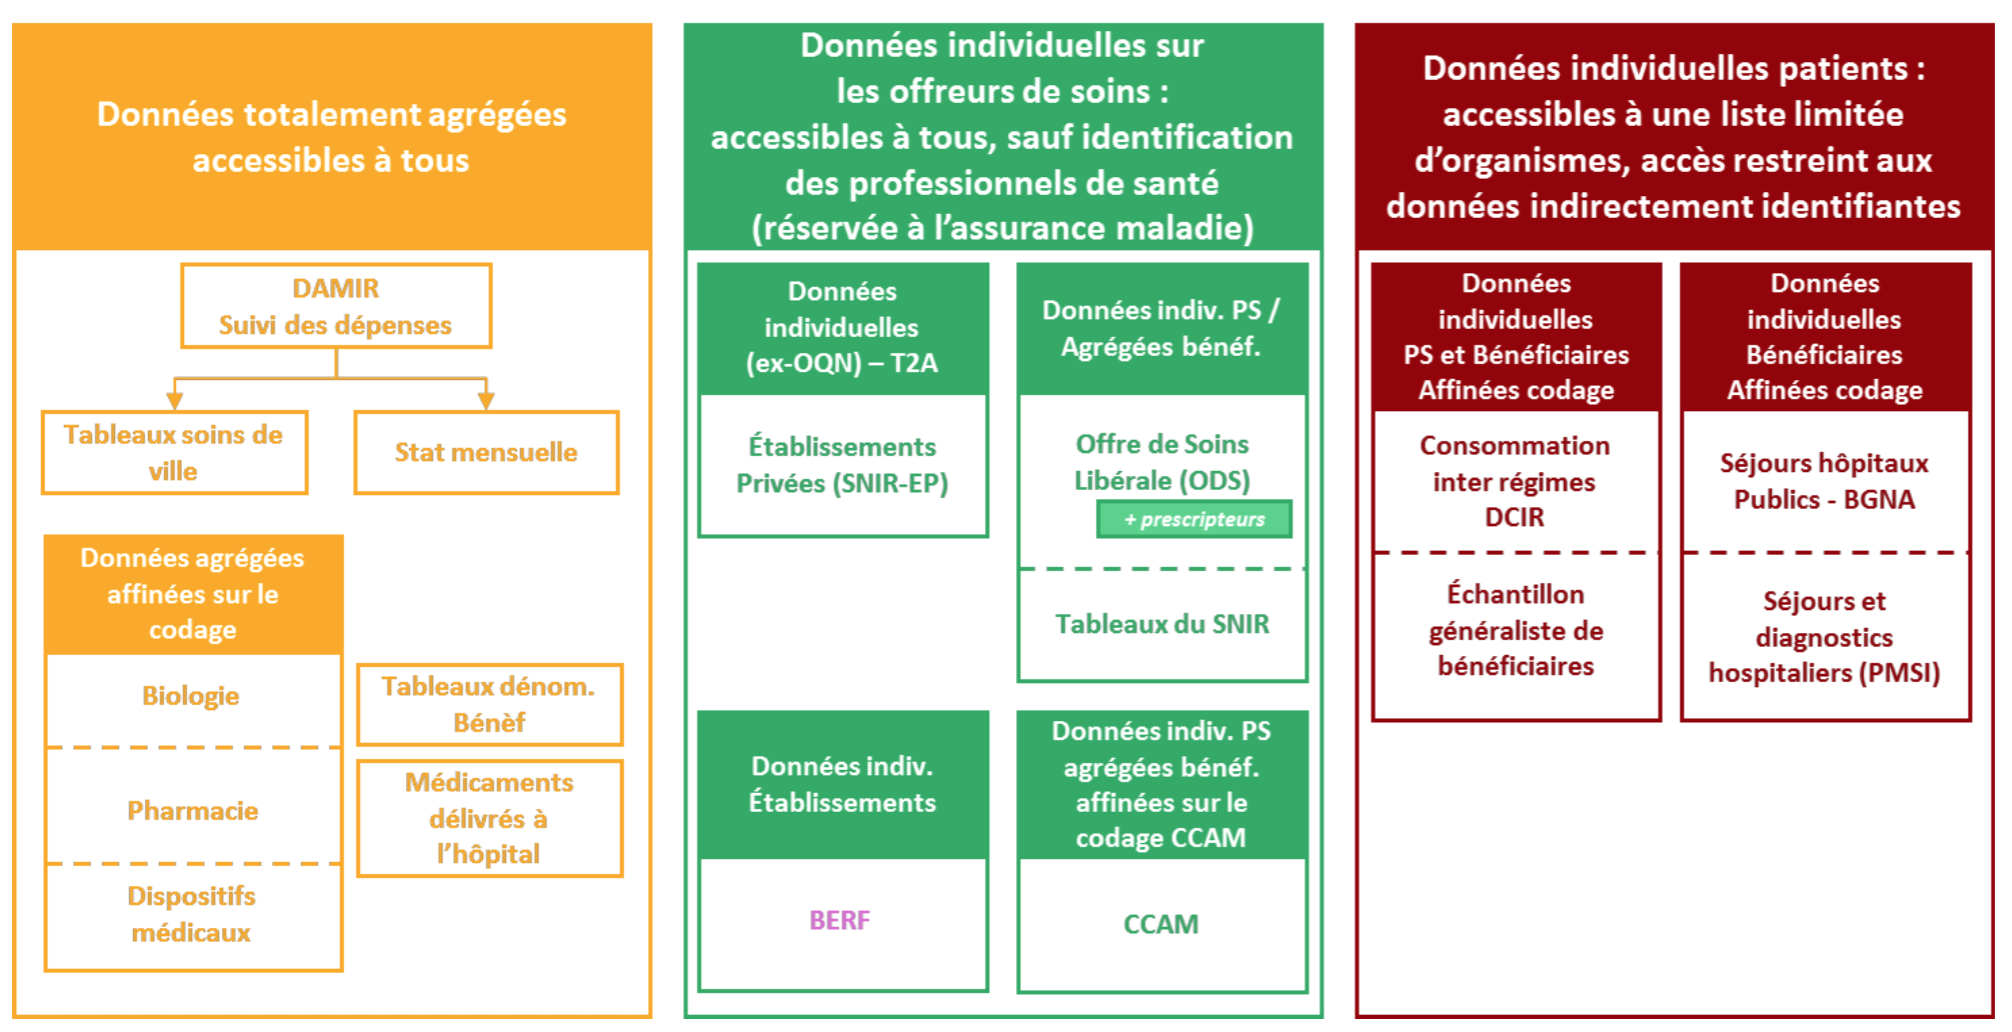 Données totalement agrégées
accessibles à tous
DAMIR
Suivi des dépenses
Tableaux soins de
ville
Stat mensuelle
Données agrégées
affinées sur le
codage
Biologie
Pharmacie
Dispositifs
médicaux
Tableaux dénom.
Bénèf
Médicaments
délivrés à
l’hôpital
Données individuelles sur
les offreurs de soins :
accessibles à tous, sauf identification
des professionnels de santé
(réservée à l’assurance maladie)
Données
individuelles
(ex-OQN) – T2A
Établissements
Privées (SNIR-EP)
Données indiv. PS /
Agrégées bénéf.
Offre de Soins
Libérale (ODS)
+ prescripteurs
Tableaux du SNIR
Données indiv.
Établissements
BERF
Données indiv. PS
agrégées bénéf.
affinées sur le
codage CCAM
CCAM
Données individuelles patients :
accessibles à une liste limitée
d’organismes, accès restreint aux
données indirectement identifiantes
Données
individuelles
PS et Bénéficiaires
Affinées codage
Consommation
inter régimes
DCIR
Échantillon
généraliste de
bénéficiaires
Données
individuelles
Bénéficiaires
Affinées codage
Séjours hôpitaux
Publics - BGNA
Séjours et
diagnostics
hospitaliers (PMSI)